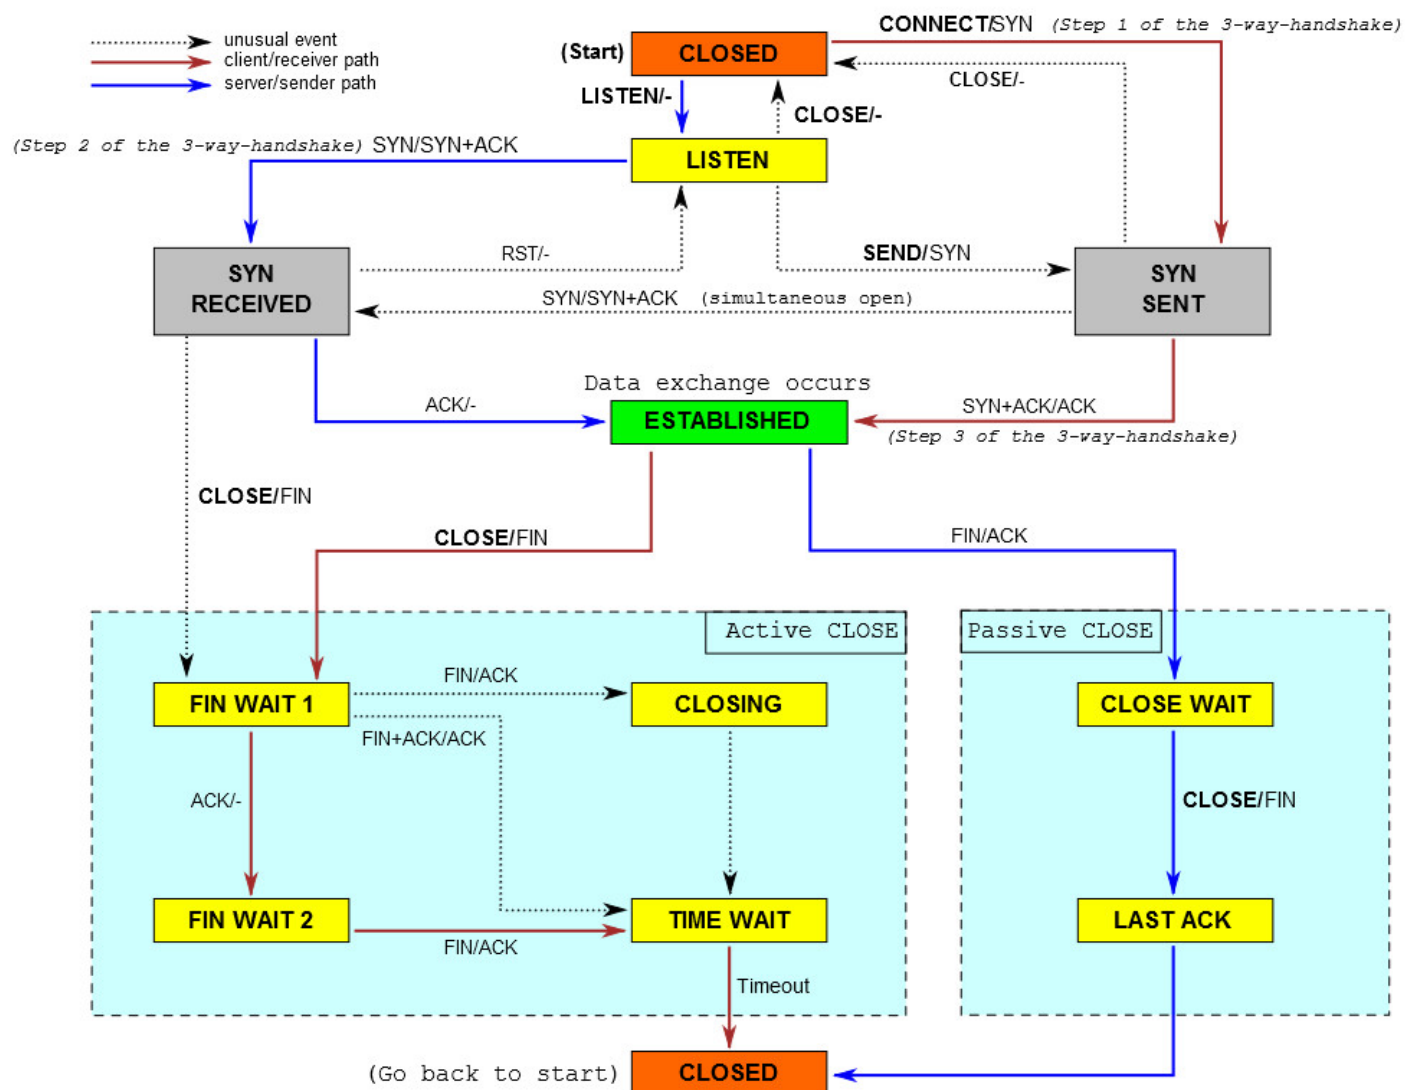 unusual event
client/receiver path
server/sender path
(Start)
CLOSED
CONNECT/SYN (Step 1 of the 3-way-handshake)
CLOSE/-
LISTEN/-
CLOSE/-
(Step 2 of the 3-way-handshake) SYN/SYN+ACK
LISTEN
RST/-
SEND/SYN
SYN
RECEIVED
SYN
SENT
SYN/SYN+ACK (simultaneous open)
Data exchange occurs
ACK/-
ESTABLISHED
SYN+ACK/ACK
(Step 3 of the 3-way-handshake)
CLOSE/FIN
CLOSE/FIN
FIN/ACK
Active CLOSE
Passive CLOSE
FIN WAIT 1
FIN/ACK
CLOSING
CLOSE WAIT
FIN+ACK/ACK
ACK/-
CLOSE/FIN
FIN WAIT 2
FIN/ACK
TIME WAIT
LAST ACK
Timeout
(Go back to start)
CLOSED